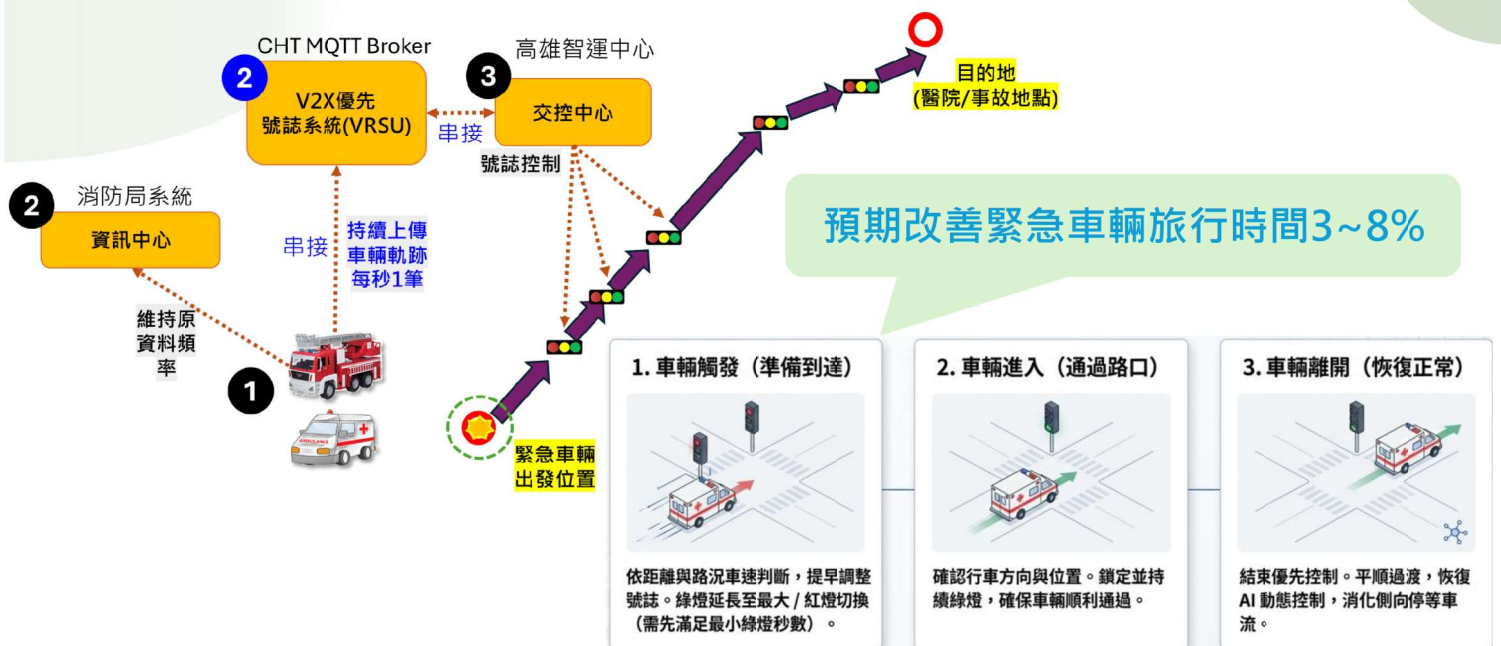 CHT MQTT Broker
2
V2X優先
號誌系統(VRSU)
串接
高雄智運中心
3
交控中心
號誌控制
目的地
(醫院/事故地點)
消防局系統
2
資訊中心
串接
持續上傳
車輛軌跡
每秒1筆
維持原
資料頻
率
1
AMBULANCE
緊急車輛
出發位置
預期改善緊急車輛旅行時間3~8%
1. 車輛觸發（準備到達）
依距離與路況車速判斷，提早調整
號誌。綠燈延長至最大 / 紅燈切換
（需先滿足最小綠燈秒數）。
2. 車輛進入（通過路口）
確認行車方向與位置。鎖定並持
續綠燈，確保車輛順利通過。
3. 車輛離開（恢復正常）
結束優先控制。平順過渡，恢復
AI 動態控制，消化側向停等車
流。